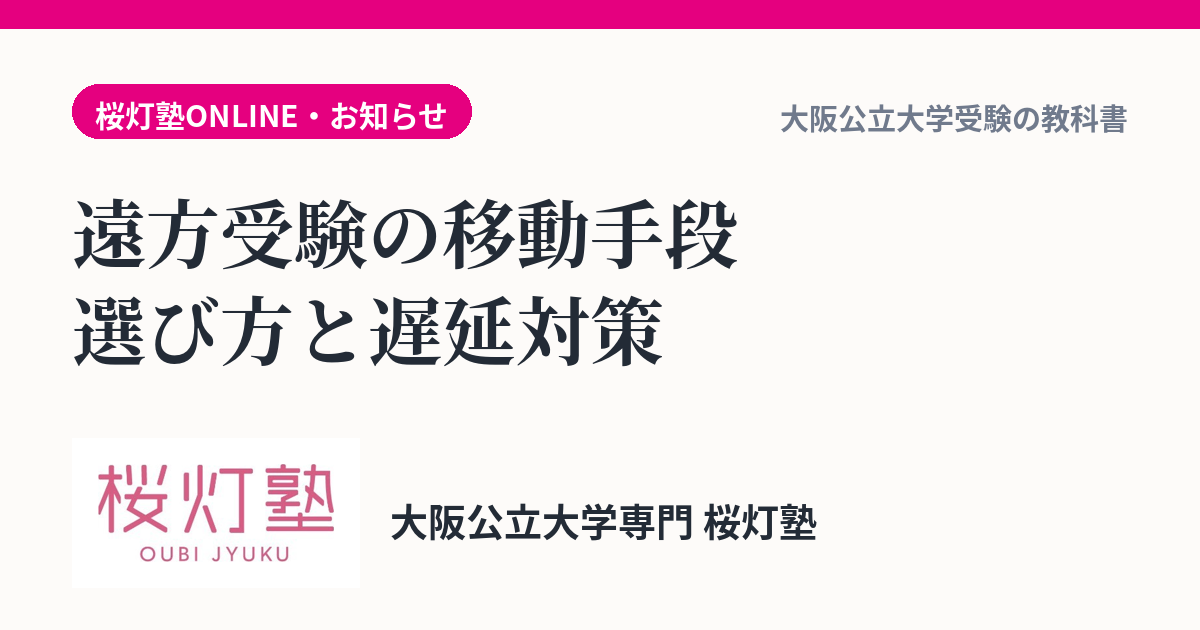 桜灯塾ONLINE・お知らせ
大阪公立大学受験の教科書
遠方受験の移動手段
選び方と遅延対策
桜灯塾
OUBI JYUKU
大阪公立大学専門 桜灯塾